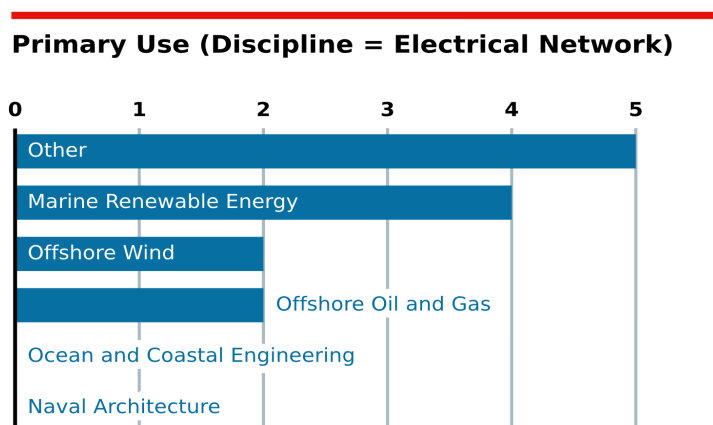 Primary Use (Discipline = Electrical Network)
0 1 2 3 4 5
Other
Marine Renewable Energy
Offshore Wind
Offshore Oil and Gas
Ocean and Coastal Engineering
Naval Architecture